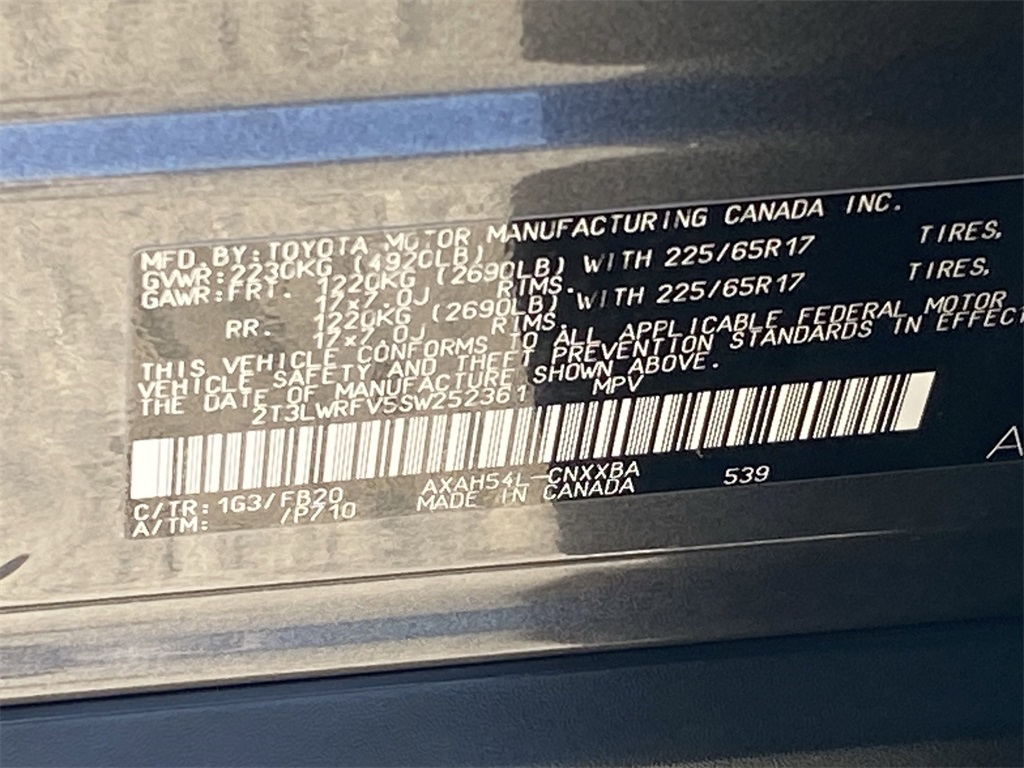 MFD. BY: TOYOTA MOTOR MANUFACTURING CANADA INC.
GVWR: 2230KG (4920LB)
GAWR: FRT. 1220KG (2690LB) WITH 225/65R17 TIRES,
17x7.0J RIMS.
RR. 1220KG (2690LB) WITH 225/65R17 TIRES,
17x7.0J RIMS.
THIS VEHICLE CONFORMS TO ALL APPLICABLE FEDERAL MOTOR
VEHICLE SAFETY AND THEFT PREVENTION STANDARDS IN EFFECT
THE DATE OF MANUFACTURE SHOWN ABOVE.
2T3LWRFV5SW252361 MPV
C/TR: 1G3/FB20 AXAH54L-CNXXBA 539
A/TM: /P710 MADE IN CANADA
A